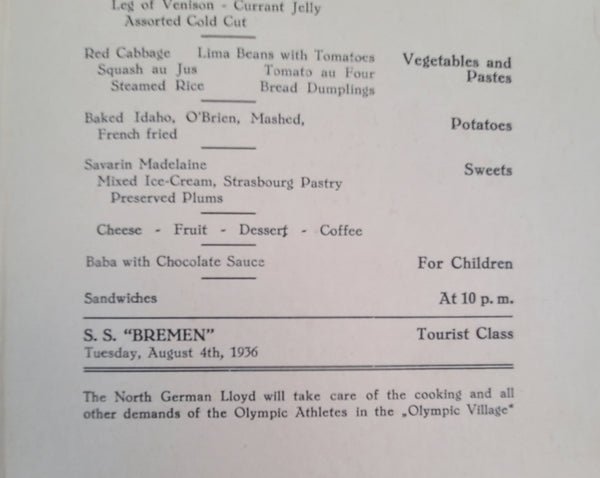 Leg of Venison - Currant Jelly
Assorted Cold Cut
Red Cabbage Lima Beans with Tomatoes Vegetables and
Squash au Jus Tomato au Four Pastes
Steamed Rice Bread Dumplings
Baked Idaho, O'Brien, Mashed, Potatoes
French fried
Savarin Madelaine Sweets
Mixed Ice-Cream, Strasbourg Pastry
Preserved Plums
Cheese - Fruit - Dessert - Coffee
Baba with Chocolate Sauce For Children
Sandwiches At 10 p. m.
S. S. "BREMEN" Tourist Class
Tuesday, August 4th, 1936
The North German Lloyd will take care of the cooking and all
other demands of the Olympic Athletes in the „Olympic Village"